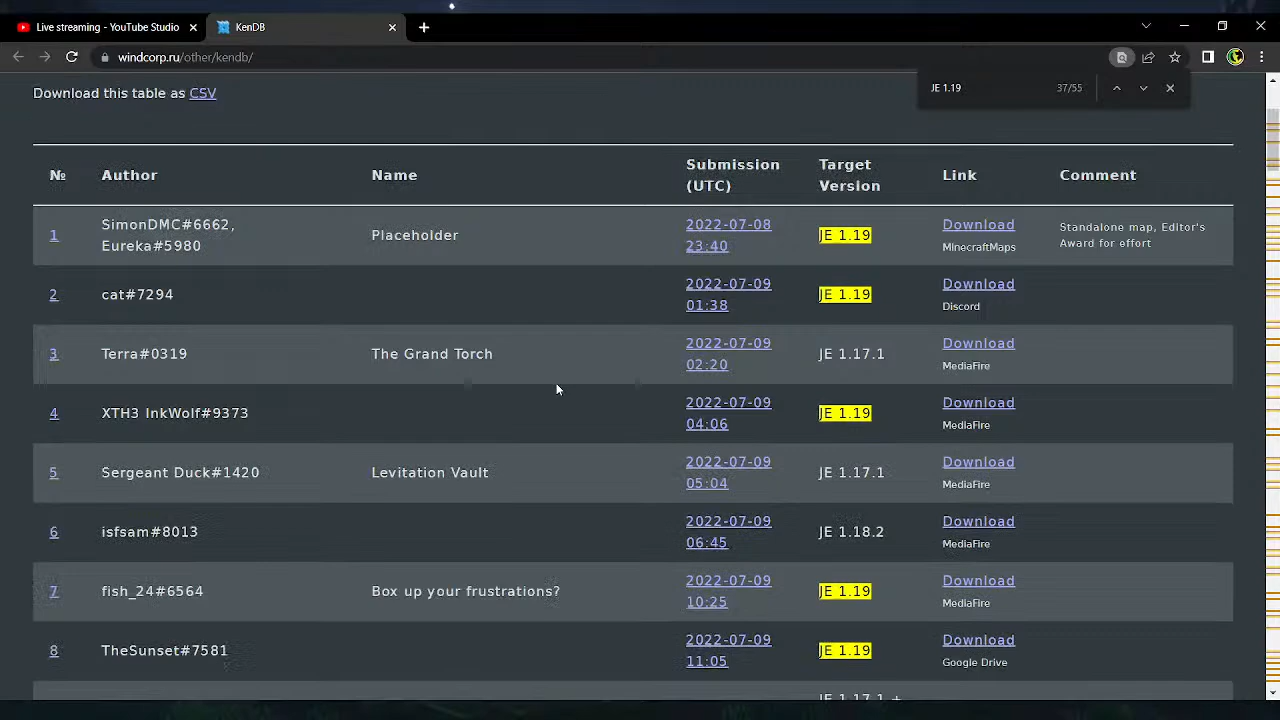 Live streaming - YouTube Studio
KenDB
windcorp.ru/other/kendb/
JE 1.19 37/55
Download this table as CSV
№ Author Name Submission (UTC) Target Version Link Comment
1 SimonDMC#6662, Eureka#5980 Placeholder 2022-07-08 23:40 JE 1.19 Download MinecraftMaps Standalone map, Editor's Award for effort
2 cat#7294 2022-07-09 01:38 JE 1.19 Download Discord
3 Terra#0319 The Grand Torch 2022-07-09 02:20 JE 1.17.1 Download MediaFire
4 XTH3 InkWolf#9373 2022-07-09 04:06 JE 1.19 Download MediaFire
5 Sergeant Duck#1420 Levitation Vault 2022-07-09 05:04 JE 1.17.1 Download MediaFire
6 isfsam#8013 2022-07-09 06:45 JE 1.18.2 Download MediaFire
7 fish_24#6564 Box up your frustrations? 2022-07-09 10:25 JE 1.19 Download MediaFire
8 TheSunset#7581 2022-07-09 11:05 JE 1.19 Download Google Drive
JE 1.17.1 +